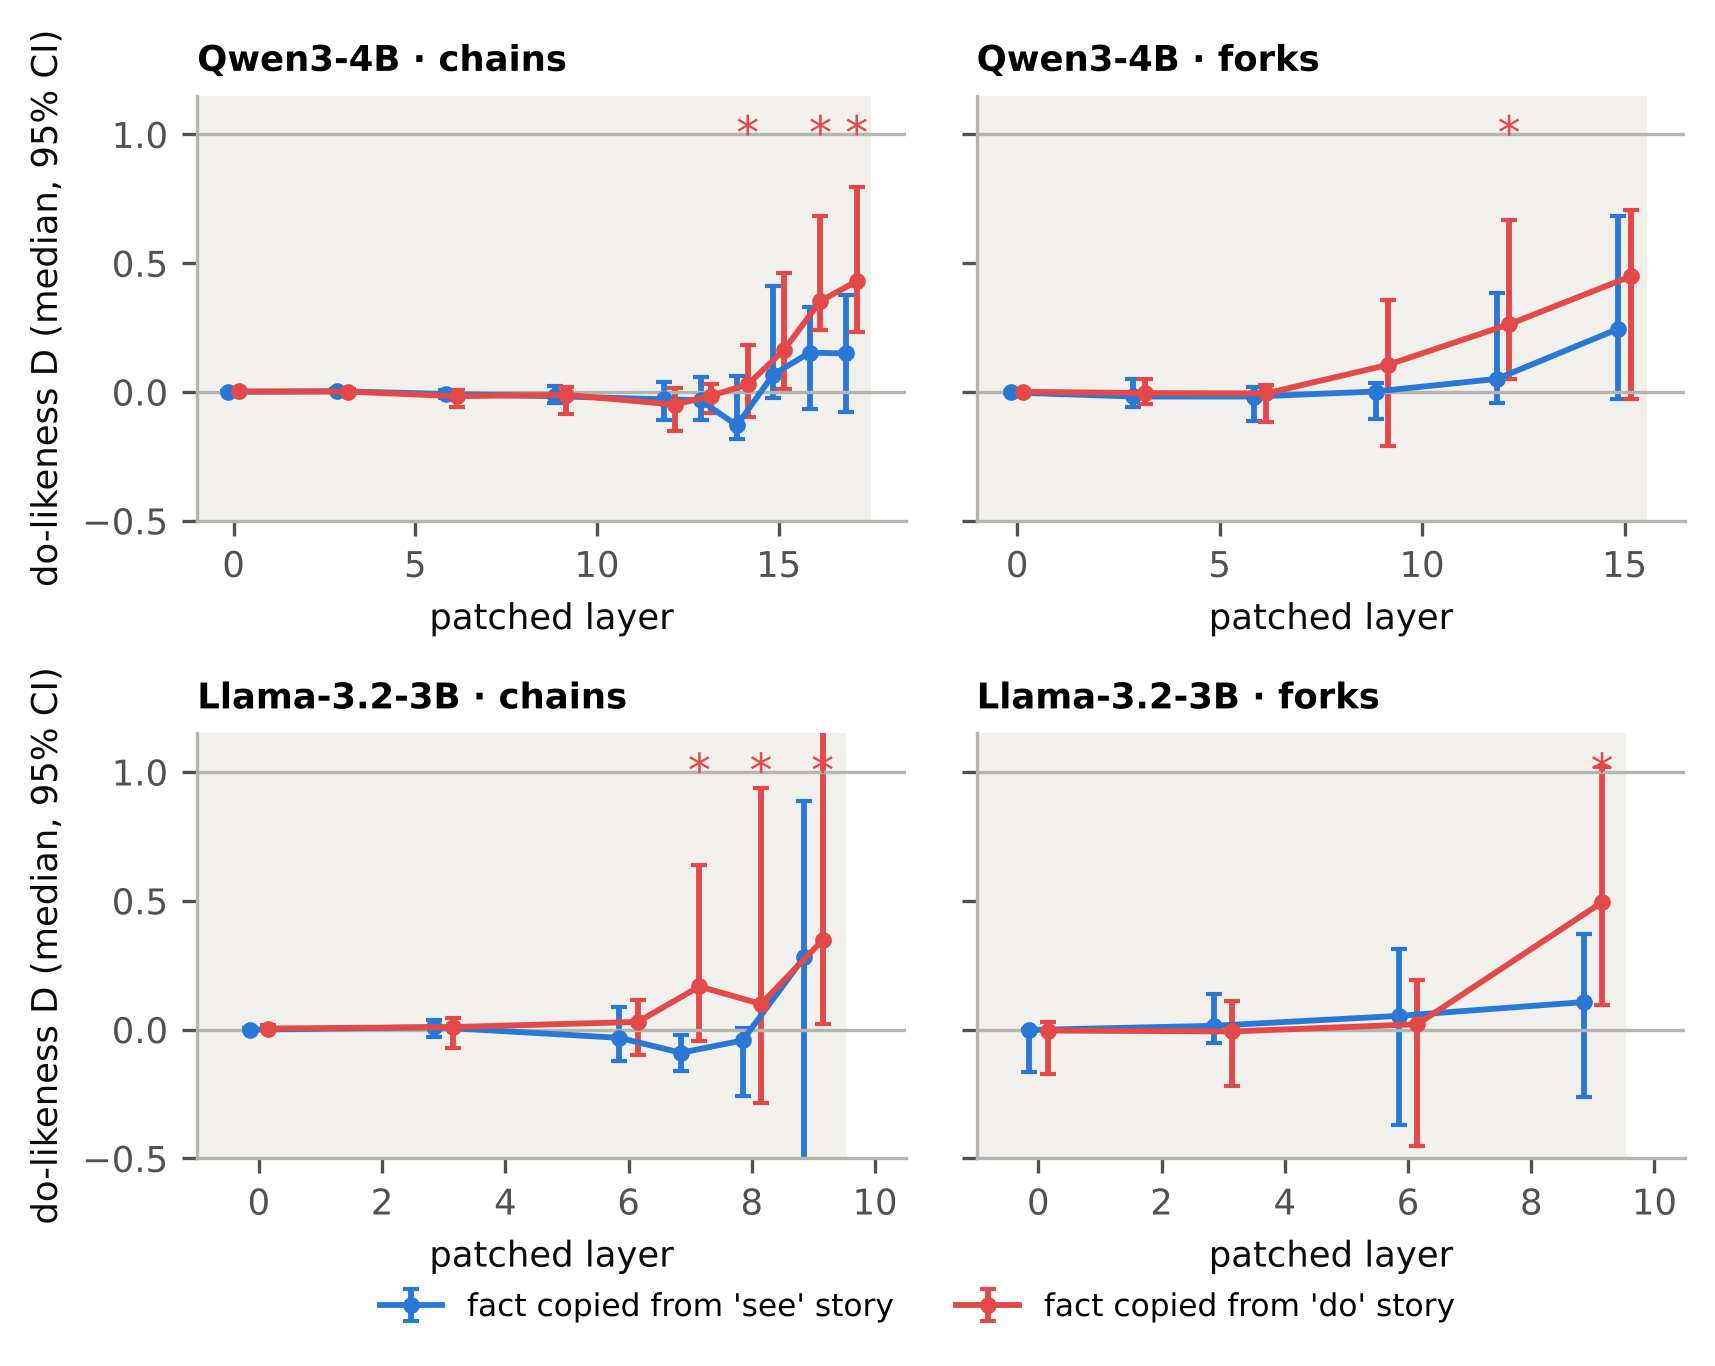 Qwen3-4B · chains
Qwen3-4B · forks
do-likeness D (median, 95% CI)
1.0
0.5
0.0
−0.5
* * *
*
0 5 10 15
0 5 10 15
patched layer
patched layer
Llama-3.2-3B · chains
Llama-3.2-3B · forks
do-likeness D (median, 95% CI)
1.0
0.5
0.0
−0.5
* * *
*
0 2 4 6 8 10
0 2 4 6 8 10
patched layer
patched layer
fact copied from 'see' story
fact copied from 'do' story